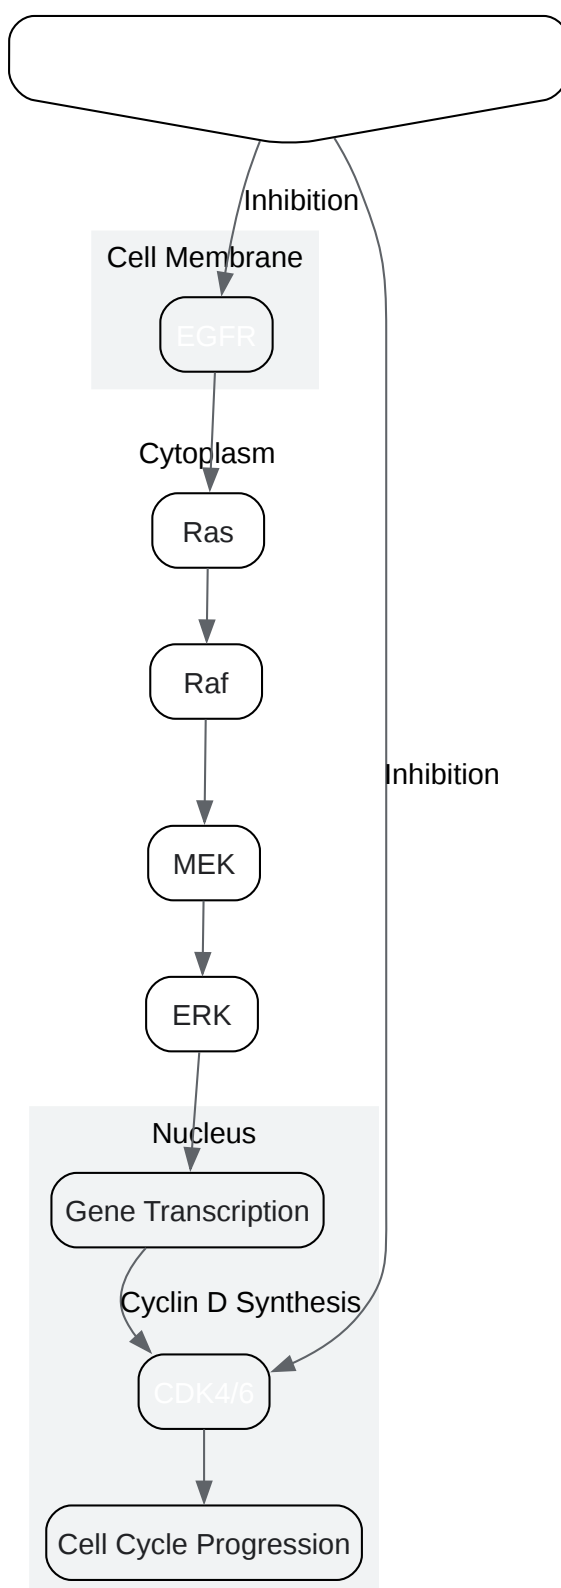 Inhibition
Cell Membrane
EGFR
Cytoplasm
Ras
Raf
Inhibition
MEK
ERK
Nucleus
Gene Transcription
Cyclin D Synthesis
CDK4/6
Cell Cycle Progression